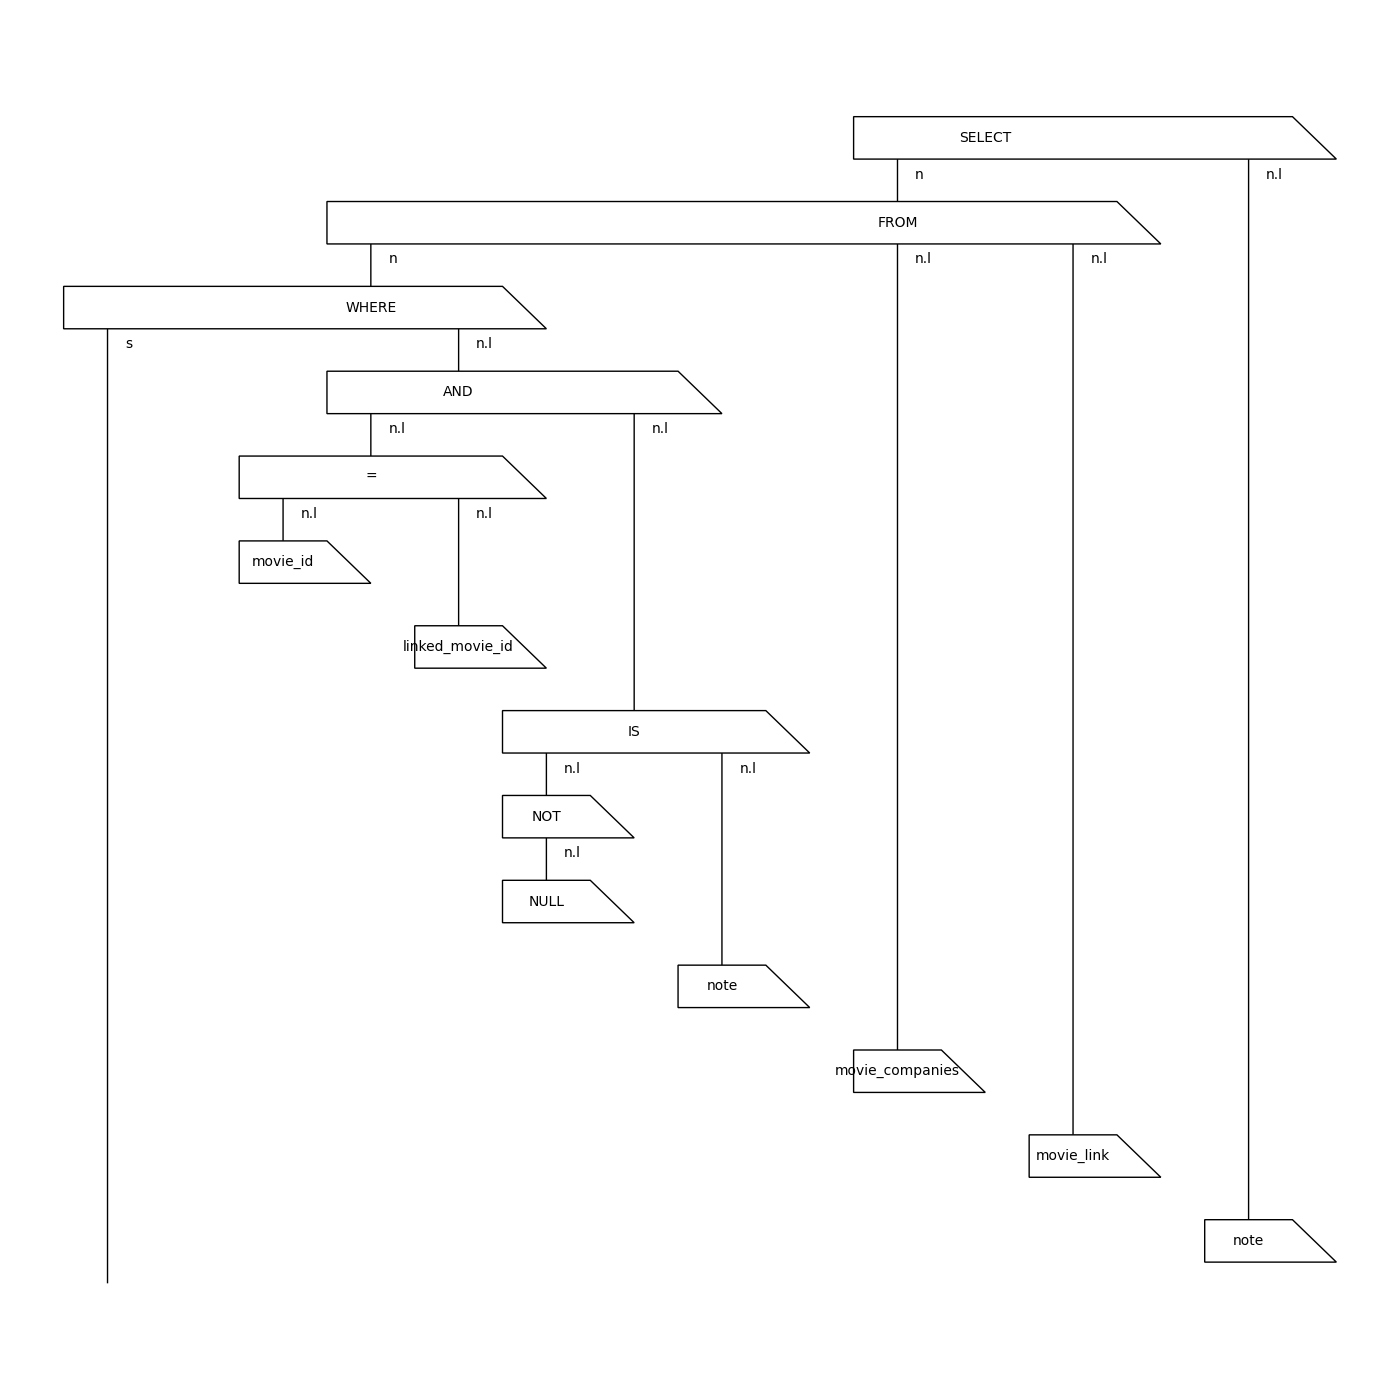 SELECT
n n.l
FROM
n n.l n.l
WHERE
s n.l
AND
n.l n.l
=
n.l n.l
movie_id
linked_movie_id
IS
n.l n.l
NOT
n.l
NULL
note
movie_companies
movie_link
note